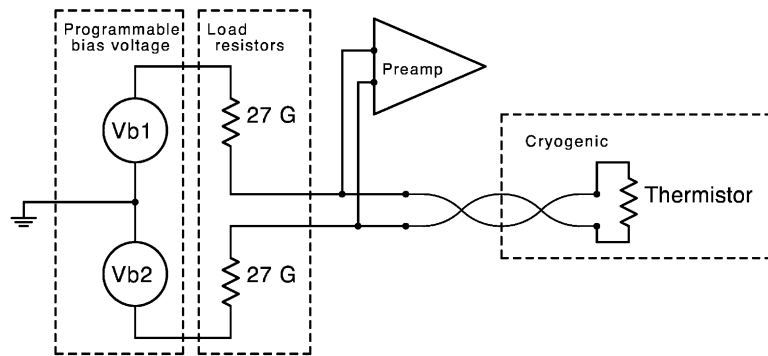 Programmable
bias voltage
Load
resistors
Preamp
27 G
Vb1
Cryogenic
Thermistor
Vb2
27 G